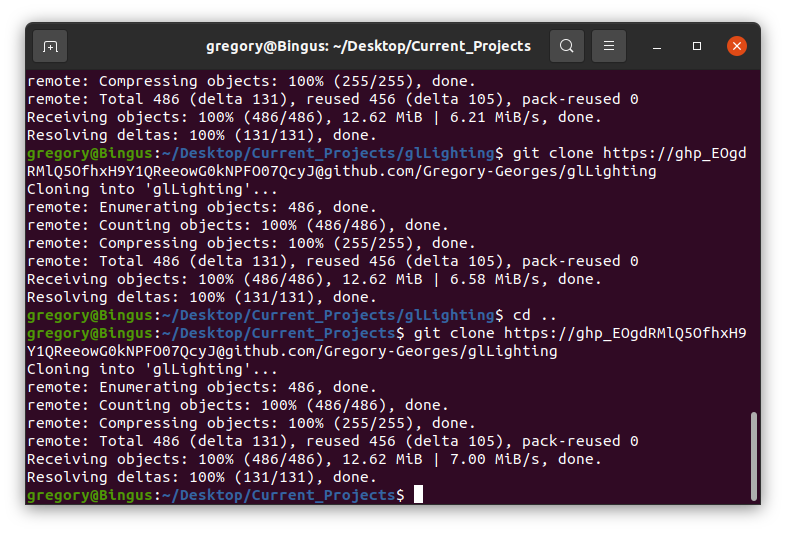 gregory@Bingus: ~/Desktop/Current_Projects
remote: Compressing objects: 100% (255/255), done.
remote: Total 486 (delta 131), reused 456 (delta 105), pack-reused 0
Receiving objects: 100% (486/486), 12.62 MiB | 6.21 MiB/s, done.
Resolving deltas: 100% (131/131), done.
gregory@Bingus:~/Desktop/Current_Projects/glLighting$ git clone https://ghp_EOgd
RMlQ5OfhxH9Y1QReeowG0kNPFO07QcyJ@github.com/Gregory-Georges/glLighting
Cloning into 'glLighting'...
remote: Enumerating objects: 486, done.
remote: Counting objects: 100% (486/486), done.
remote: Compressing objects: 100% (255/255), done.
remote: Total 486 (delta 131), reused 456 (delta 105), pack-reused 0
Receiving objects: 100% (486/486), 12.62 MiB | 6.58 MiB/s, done.
Resolving deltas: 100% (131/131), done.
gregory@Bingus:~/Desktop/Current_Projects/glLighting$ cd ..
gregory@Bingus:~/Desktop/Current_Projects$ git clone https://ghp_EOgdRMlQ5OfhxH9
Y1QReeowG0kNPFO07QcyJ@github.com/Gregory-Georges/glLighting
Cloning into 'glLighting'...
remote: Enumerating objects: 486, done.
remote: Counting objects: 100% (486/486), done.
remote: Compressing objects: 100% (255/255), done.
remote: Total 486 (delta 131), reused 456 (delta 105), pack-reused 0
Receiving objects: 100% (486/486), 12.62 MiB | 7.00 MiB/s, done.
Resolving deltas: 100% (131/131), done.
gregory@Bingus:~/Desktop/Current_Projects$